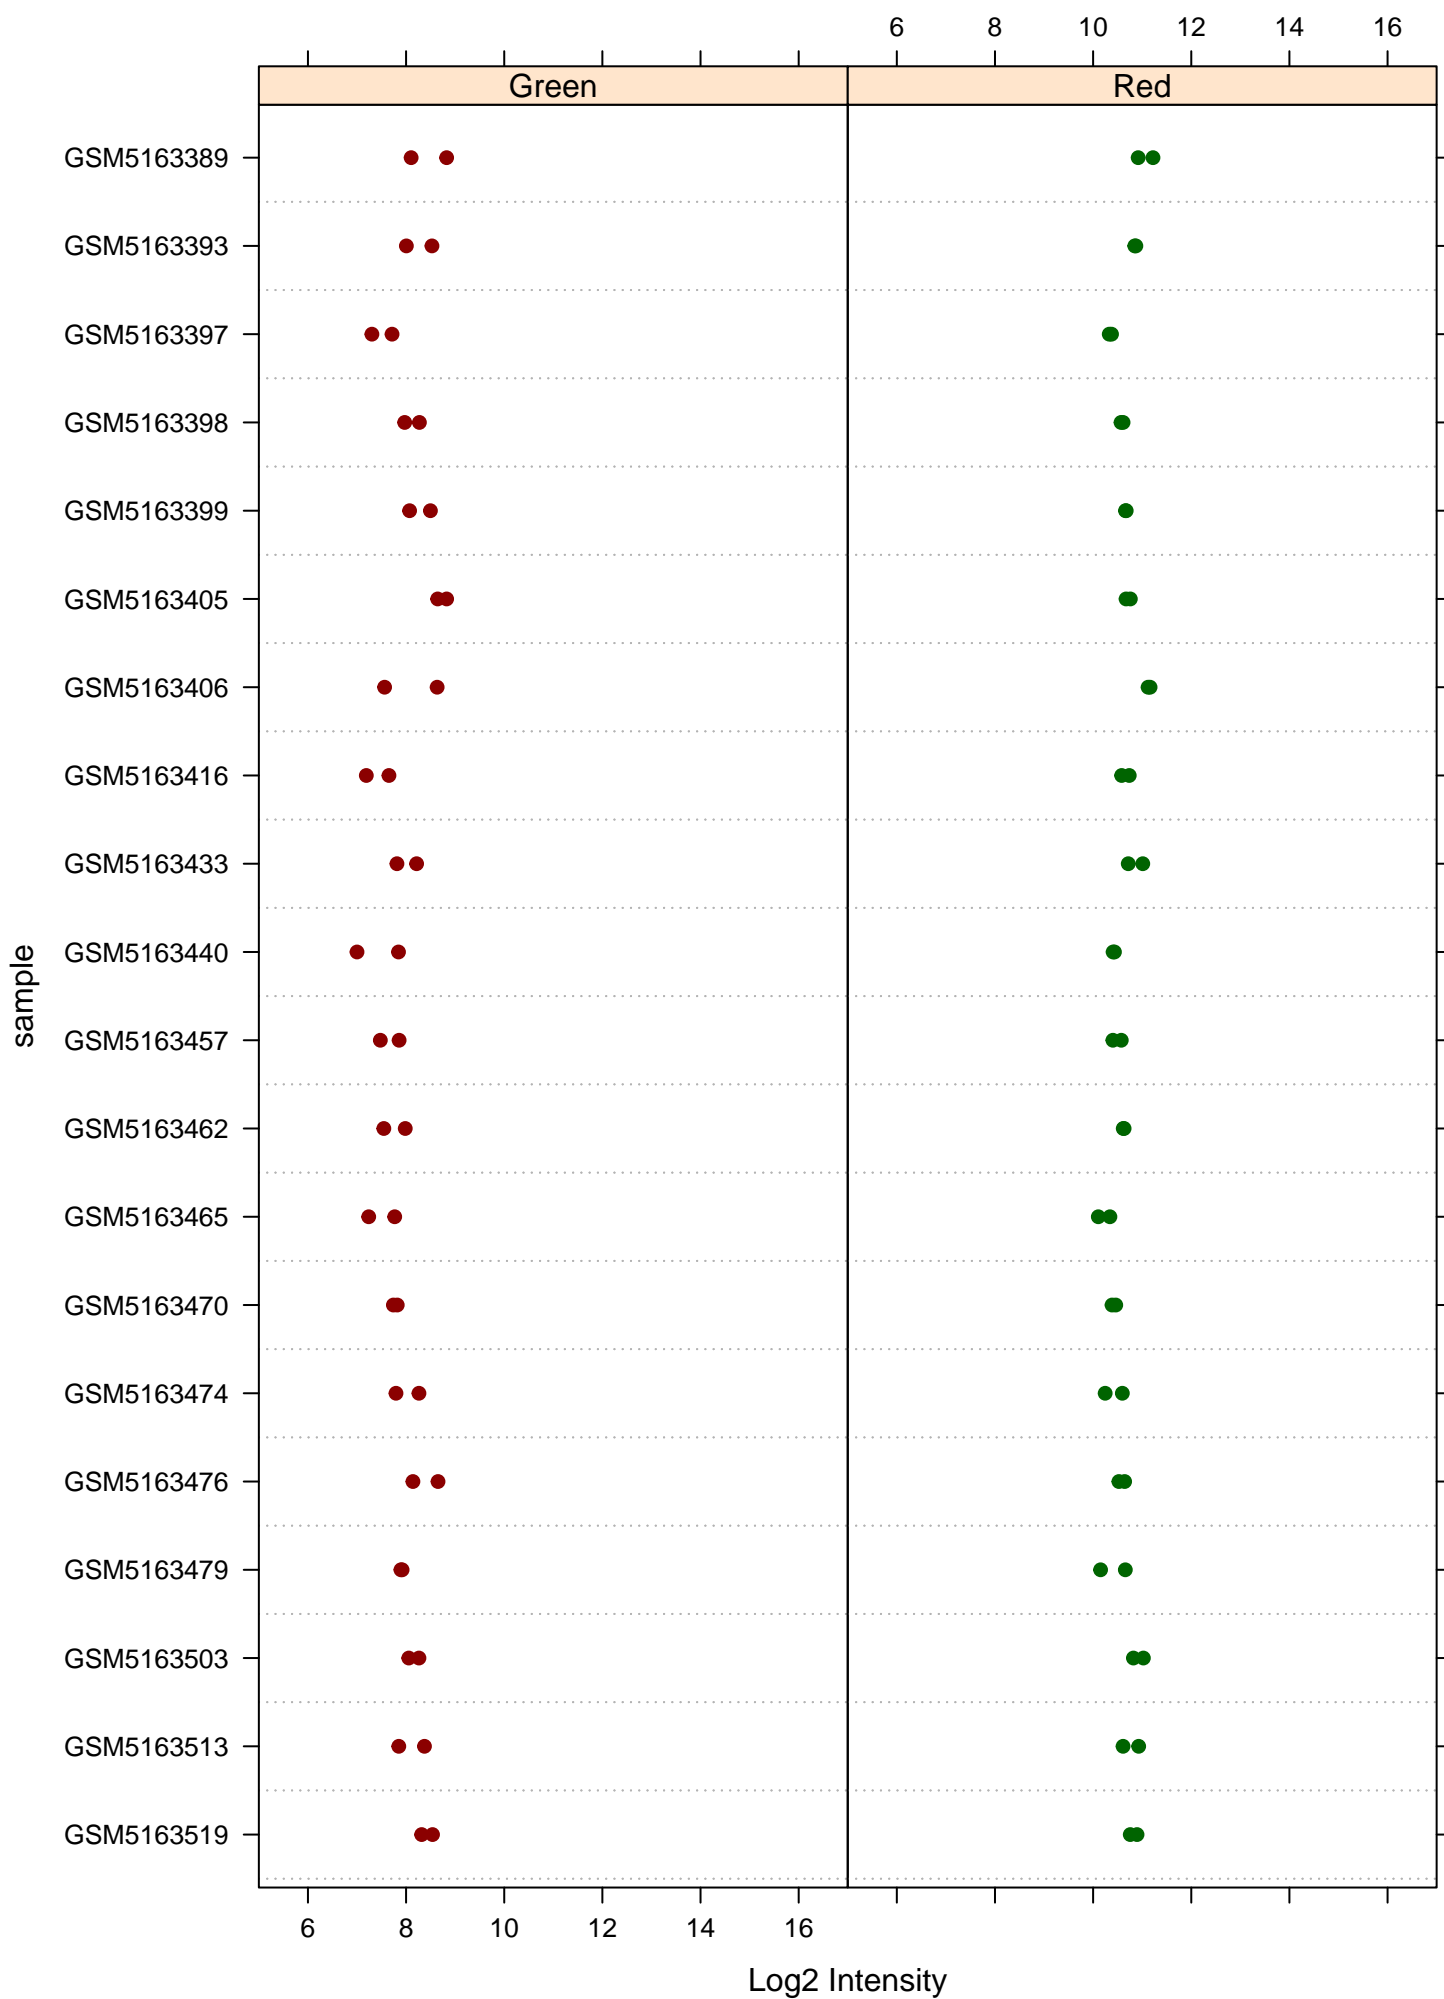 6 8 10 12 14 16
Green Red
GSM5163389
GSM5163393
GSM5163397
GSM5163398
GSM5163399
GSM5163405
GSM5163406
GSM5163416
GSM5163433
GSM5163440
GSM5163457
GSM5163462
GSM5163465
GSM5163470
GSM5163474
GSM5163476
GSM5163479
GSM5163503
GSM5163513
GSM5163519
sample
6 8 10 12 14 16
Log2 Intensity